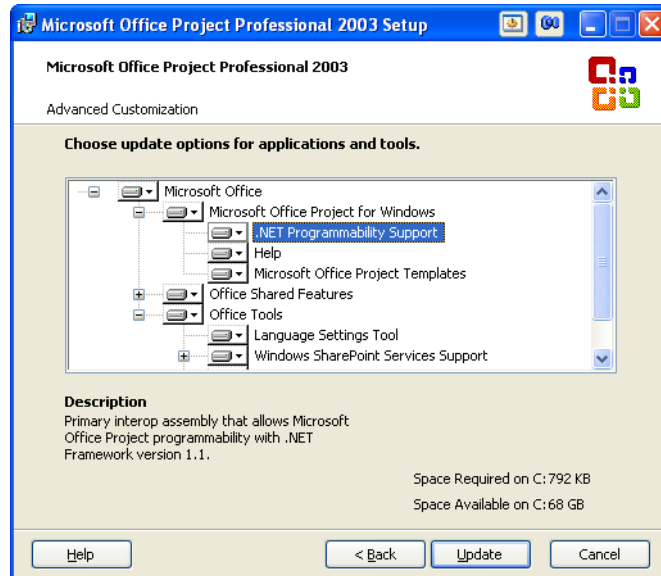 Microsoft Office Project Professional 2003 Setup
Microsoft Office Project Professional 2003
Advanced Customization
Choose update options for applications and tools.
Microsoft Office
Microsoft Office Project for Windows
.NET Programmability Support
Help
Microsoft Office Project Templates
Office Shared Features
Office Tools
Language Settings Tool
Windows SharePoint Services Support
Description
Primary interop assembly that allows Microsoft
Office Project programmability with .NET
Framework version 1.1.
Space Required on C: 792 KB
Space Available on C: 68 GB
Help < Back Update Cancel